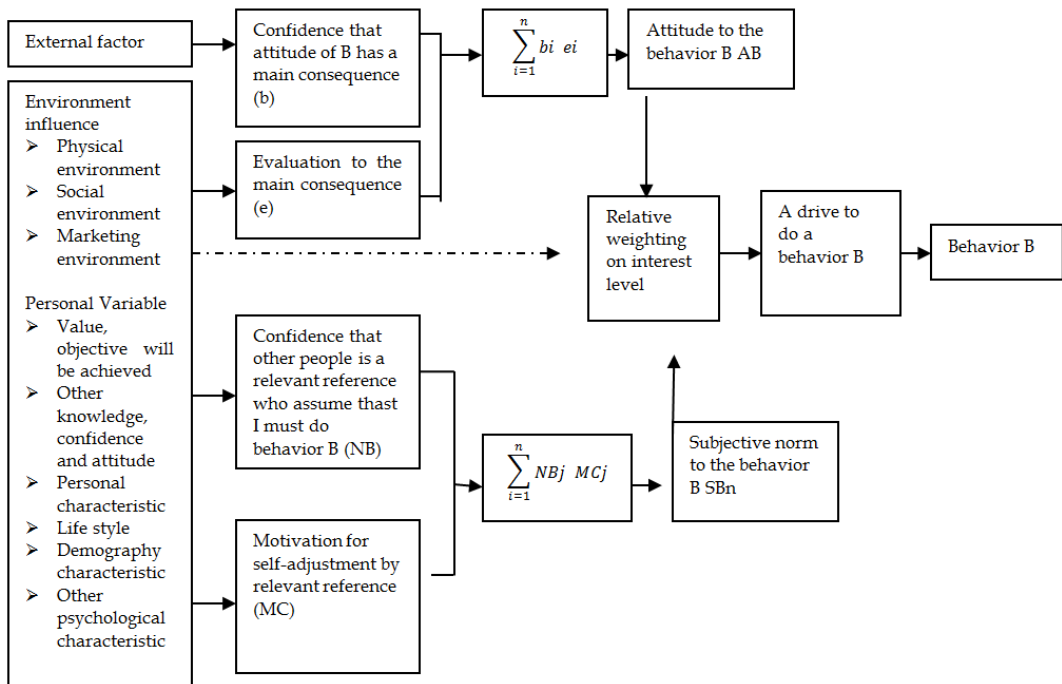 External factor
Environment
influence
➢ Physical
environment
➢ Social
environment
➢ Marketing
environment
Personal Variable
➢ Value,
objective will
be achieved
➢ Other
knowledge,
confidence
and attitude
➢ Personal
characteristic
➢ Life style
➢ Demography
characteristic
➢ Other
psychological
characteristic
Confidence that
attitude of B has a
main consequence
(b)
Evaluation to the
main consequence
(e)
Confidence that
other people is a
relevant reference
who assume thast
I must do
behavior B (NB)
Motivation for
self-adjustment by
relevant reference
(MC)
n
∑ bi ei
i=1
n
∑ NBj MCj
i=1
Attitude to the
behavior B AB
Relative
weighting
on interest
level
Subjective norm
to the behavior
B SBn
A drive to
do a
behavior B
Behavior B